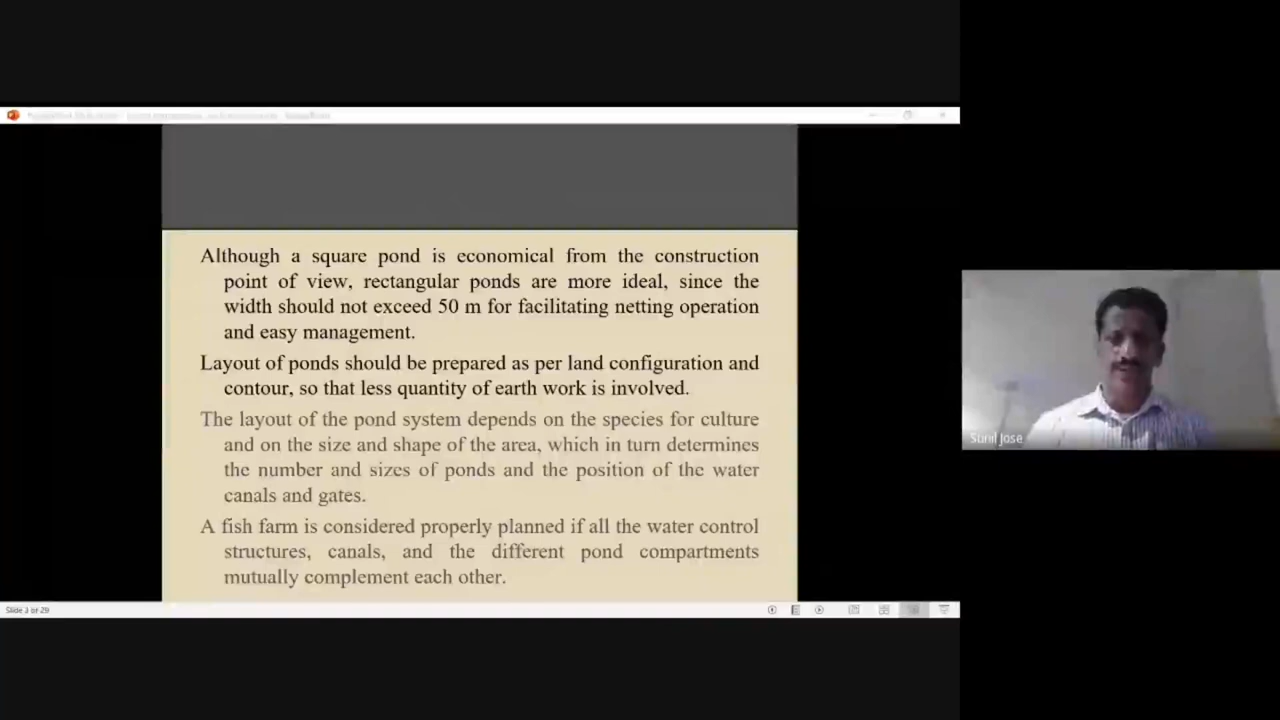 Although a square pond is economical from the construction
point of view, rectangular ponds are more ideal, since the
width should not exceed 50 m for facilitating netting operation
and easy management.
Layout of ponds should be prepared as per land configuration and
contour, so that less quantity of earth work is involved.
The layout of the pond system depends on the species for culture
and on the size and shape of the area, which in turn determines
the number and sizes of ponds and the position of the water
canals and gates.
A fish farm is considered properly planned if all the water control
structures, canals, and the different pond compartments
mutually complement each other.
Slide 3 of 29
Sunil Jose